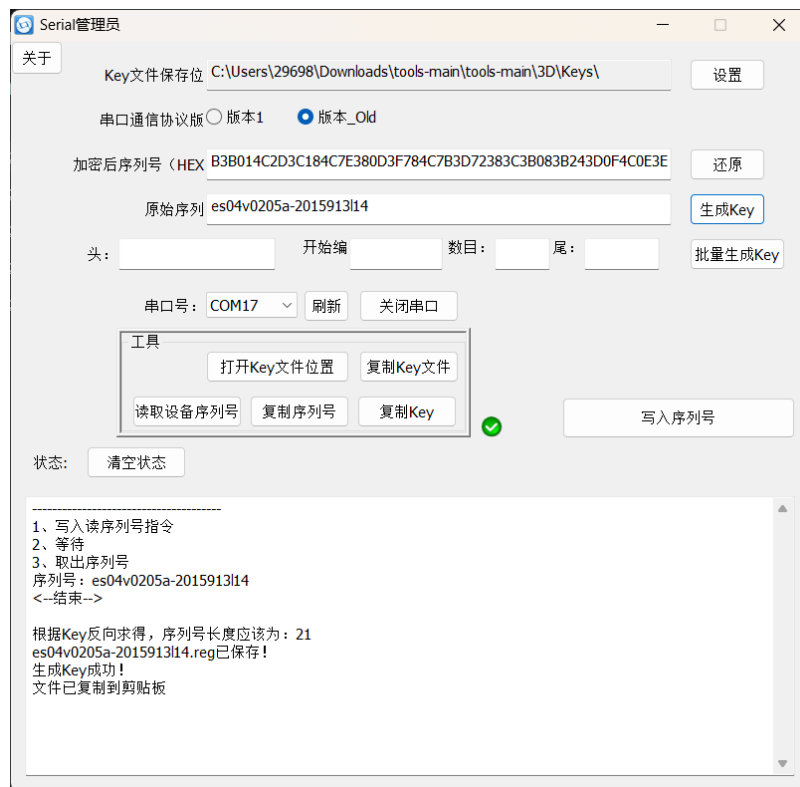 Serial管理员
关于
Key文件保存位 C:\Users\29698\Downloads\tools-main\tools-main\3D\Keys\ 设置
串口通信协议版 版本1 版本_Old
加密后序列号（HEX B3B014C2D3C184C7E380D3F784C7B3D72383C3B083B243D0F4C0E3E 还原
原始序列 es04v0205a-2015913l14 生成Key
头： 开始编 数目： 尾： 批量生成Key
串口号： COM17 刷新 关闭串口
工具
打开Key文件位置 复制Key文件
读取设备序列号 复制序列号 复制Key 写入序列号
状态: 清空状态
-------------------------------------
1、写入读序列号指令
2、等待
3、取出序列号
序列号：es04v0205a-2015913l14
<--结束-->
根据Key反向求得，序列号长度应该为：21
es04v0205a-2015913l14.reg已保存！
生成Key成功！
文件已复制到剪贴板